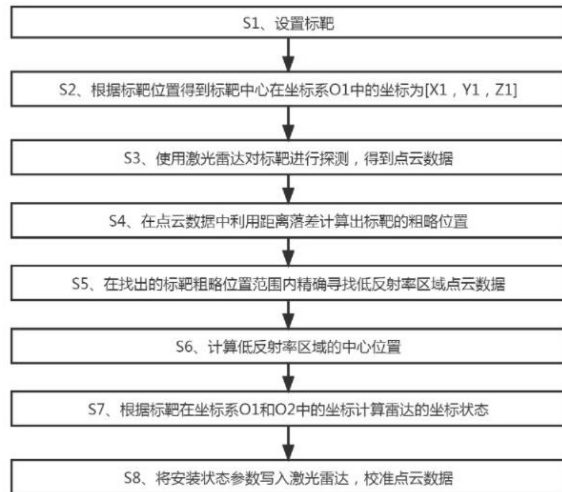 S1、设置标靶
S2、根据标靶位置得到标靶中心在坐标系O1中的坐标为[X1，Y1，Z1]
S3、使用激光雷达对标靶进行探测，得到点云数据
S4、在点云数据中利用距离落差计算出标靶的粗略位置
S5、在找出的标靶粗略位置范围内精确寻找低反射率区域点云数据
S6、计算低反射率区域的中心位置
S7、根据标靶在坐标系O1和O2中的坐标计算雷达的坐标状态
S8、将安装状态参数写入激光雷达，校准点云数据